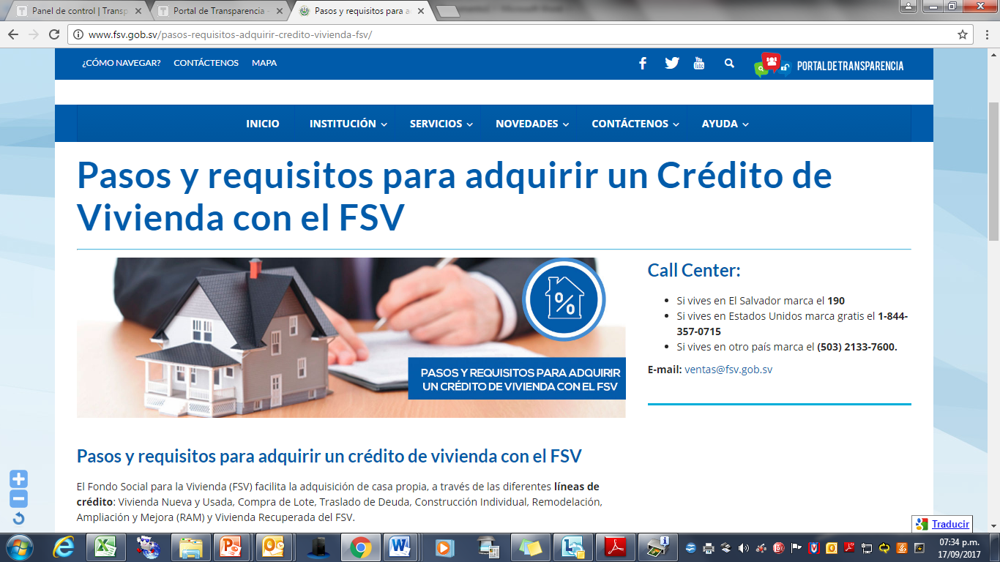 Panel de control | Transp
Portal de Transparencia -
Pasos y requisitos para a
www.fsv.gob.sv/pasos-requisitos-adquirir-credito-vivienda-fsv/
¿CÓMO NAVEGAR? CONTÁCTENOS MAPA
You Tube
PORTALDETRANSPARENCIA
INICIO INSTITUCIÓN SERVICIOS NOVEDADES CONTÁCTENOS AYUDA
Pasos y requisitos para adquirir un Crédito de
Vivienda con el FSV
%
PASOS Y REQUISITOS PARA ADQUIRIR
UN CRÉDITO DE VIVIENDA CON EL FSV
Call Center:
Si vives en El Salvador marca el 190
Si vives en Estados Unidos marca gratis el 1-844-
357-0715
Si vives en otro país marca el (503) 2133-7600.
E-mail: ventas@fsv.gob.sv
Pasos y requisitos para adquirir un crédito de vivienda con el FSV
El Fondo Social para la Vivienda (FSV) facilita la adquisición de casa propia, a través de las diferentes líneas de
crédito: Vivienda Nueva y Usada, Compra de Lote, Traslado de Deuda, Construcción Individual, Remodelación,
Ampliación y Mejora (RAM) y Vivienda Recuperada del FSV.
Traducir
07:34 p.m.
17/09/2017